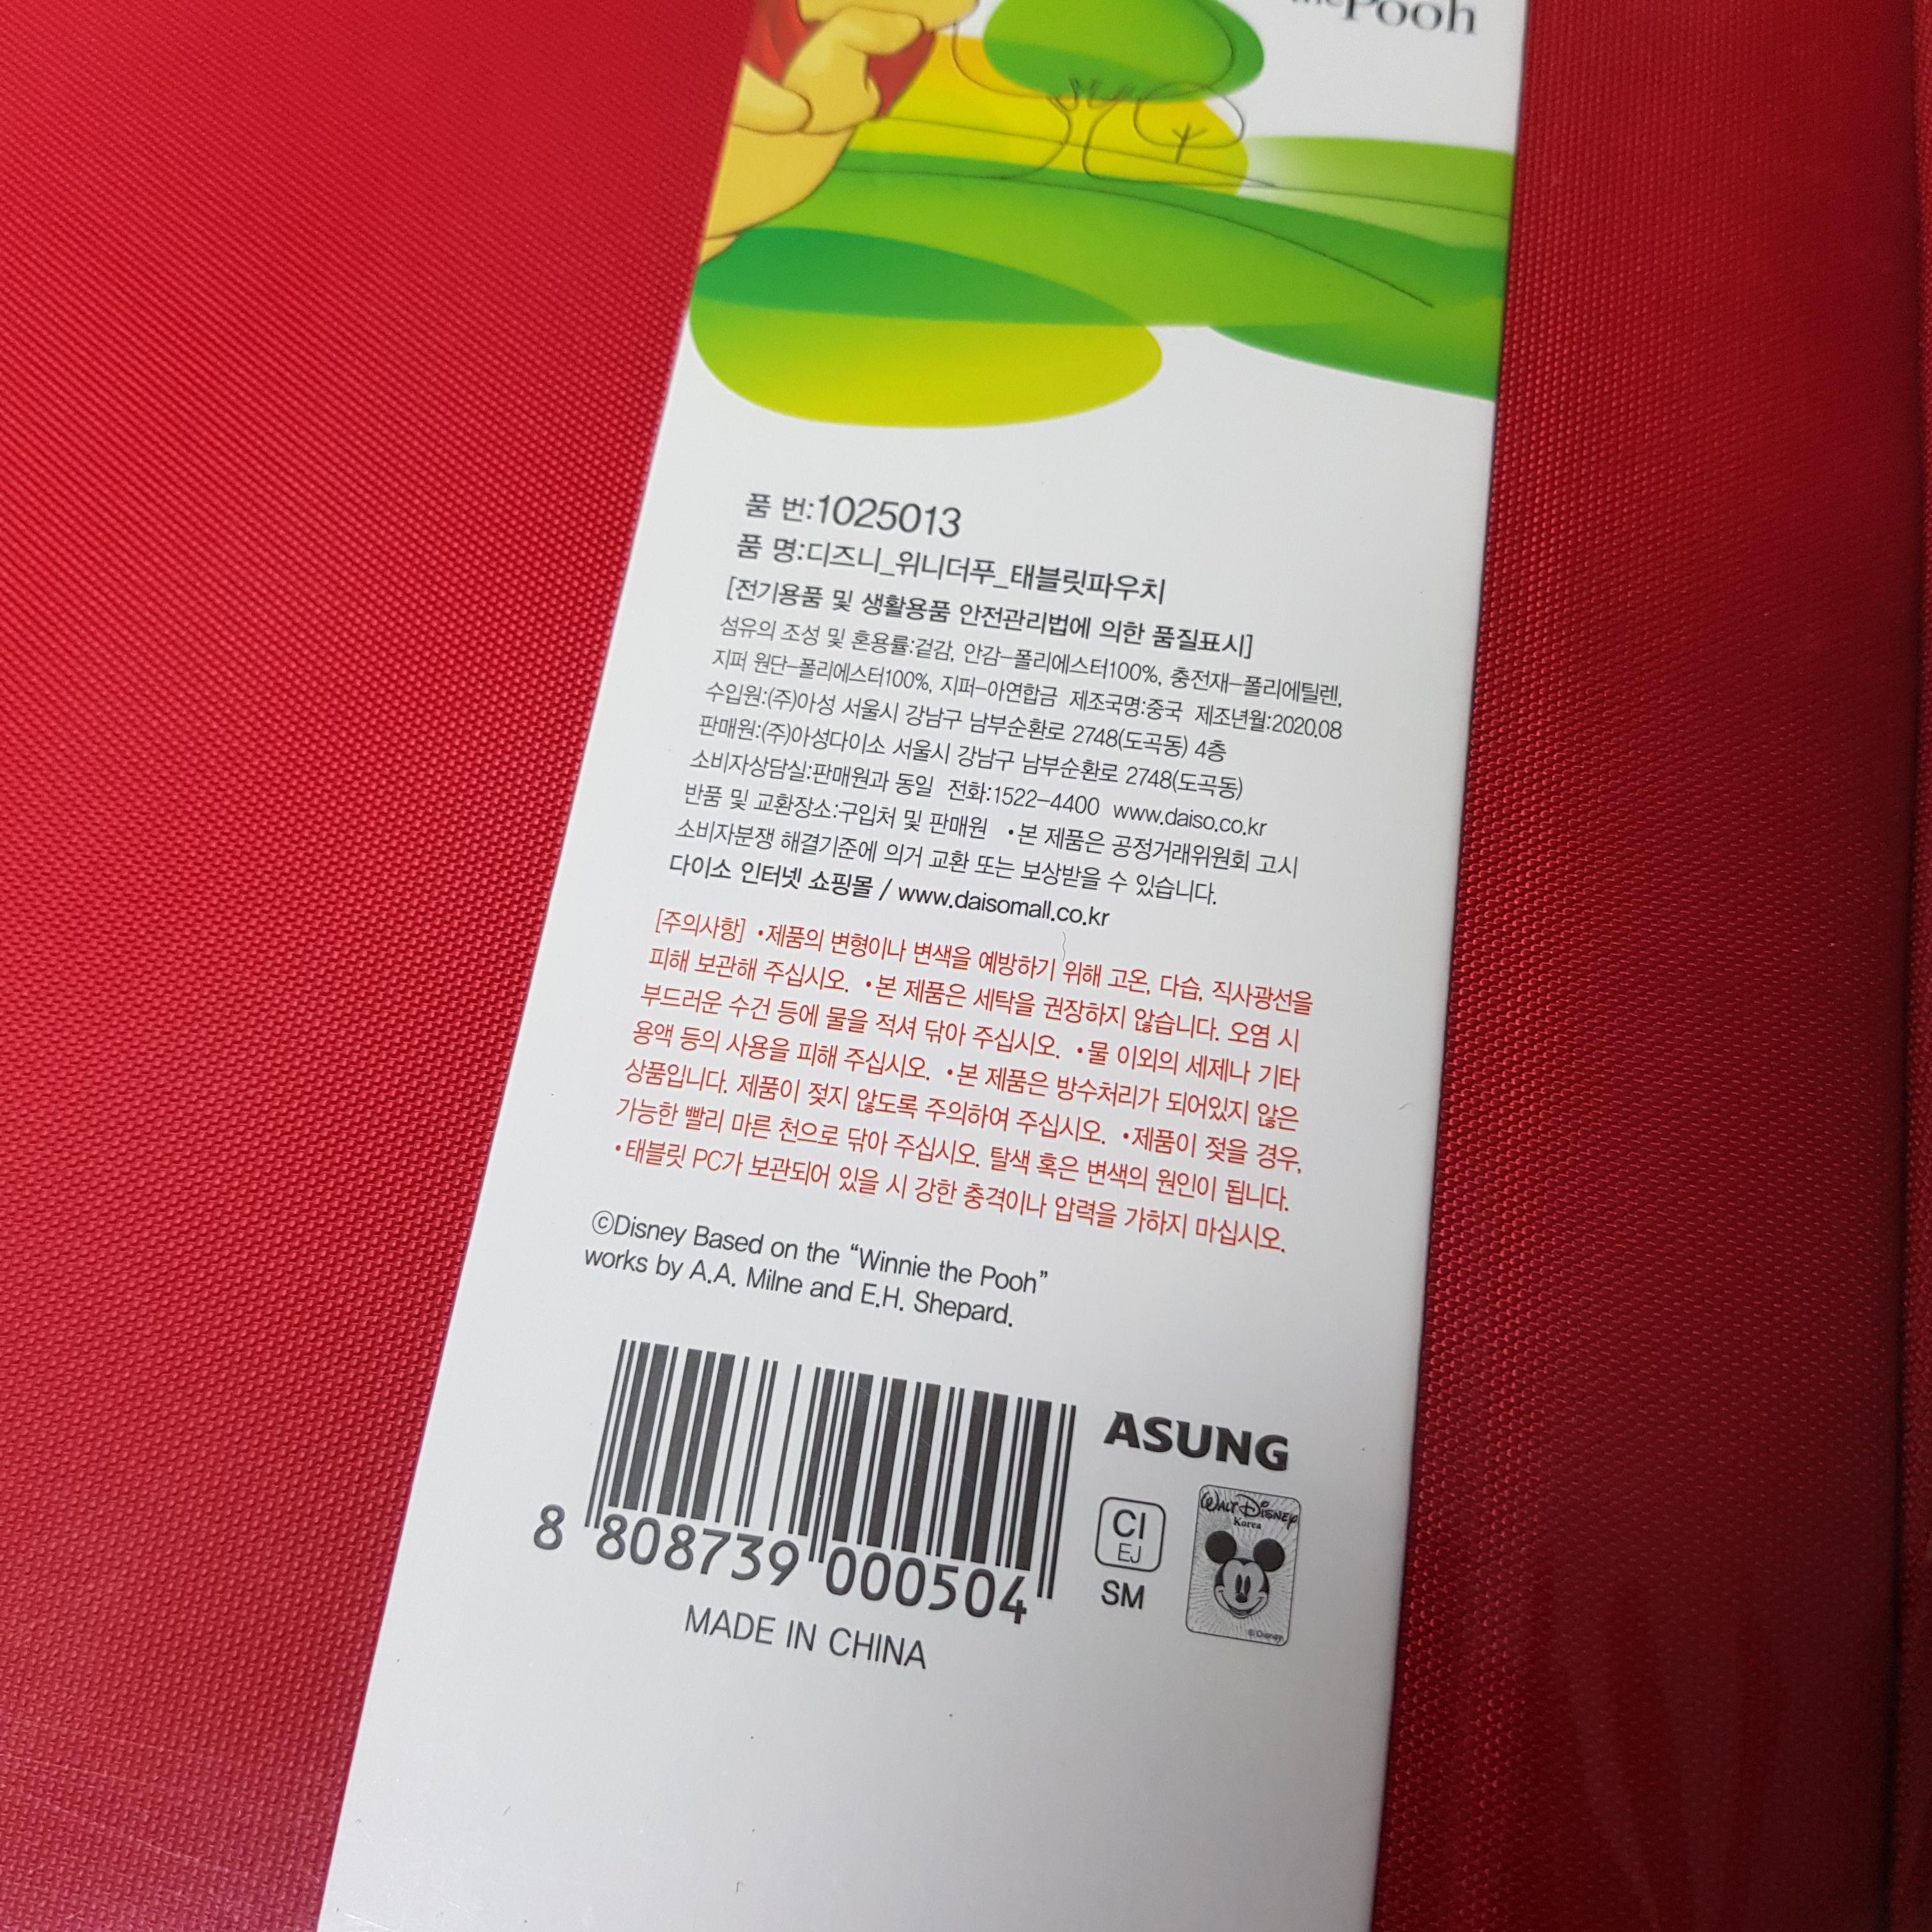 the Pooh
품 번:1025013
품 명:디즈니_위니더푸_태블릿파우치
[전기용품 및 생활용품 안전관리법에 의한 품질표시]
섬유의 조성 및 혼용률:겉감, 안감-폴리에스터100%, 충전재-폴리에틸렌,
지퍼 원단-폴리에스터100%, 지퍼-아연합금 제조국명:중국 제조년월:2020.08
수입원:(주)아성 서울시 강남구 남부순환로 2748(도곡동) 4층
판매원:(주)아성다이소 서울시 강남구 남부순환로 2748(도곡동)
소비자상담실:판매원과 동일 전화:1522-4400 www.daiso.co.kr
반품 및 교환장소:구입처 및 판매원 •본 제품은 공정거래위원회 고시
소비자분쟁 해결기준에 의거 교환 또는 보상받을 수 있습니다.
다이소 인터넷 쇼핑몰 / www.daisomall.co.kr
[주의사항] •제품의 변형이나 변색을 예방하기 위해 고온, 다습, 직사광선을
피해 보관해 주십시오. •본 제품은 세탁을 권장하지 않습니다. 오염 시
부드러운 수건 등에 물을 적셔 닦아 주십시오. •물 이외의 세제나 기타
용액 등의 사용을 피해 주십시오. •본 제품은 방수처리가 되어있지 않은
상품입니다. 제품이 젖지 않도록 주의하여 주십시오. •제품이 젖을 경우,
가능한 빨리 마른 천으로 닦아 주십시오. 탈색 혹은 변색의 원인이 됩니다.
•태블릿 PC가 보관되어 있을 시 강한 충격이나 압력을 가하지 마십시오.
©Disney Based on the “Winnie the Pooh”
works by A.A. Milne and E.H. Shepard.
ASUNG
CI
EJ
SM
WALT DISNEY
Korea
©Disney
8 808739 000504
MADE IN CHINA